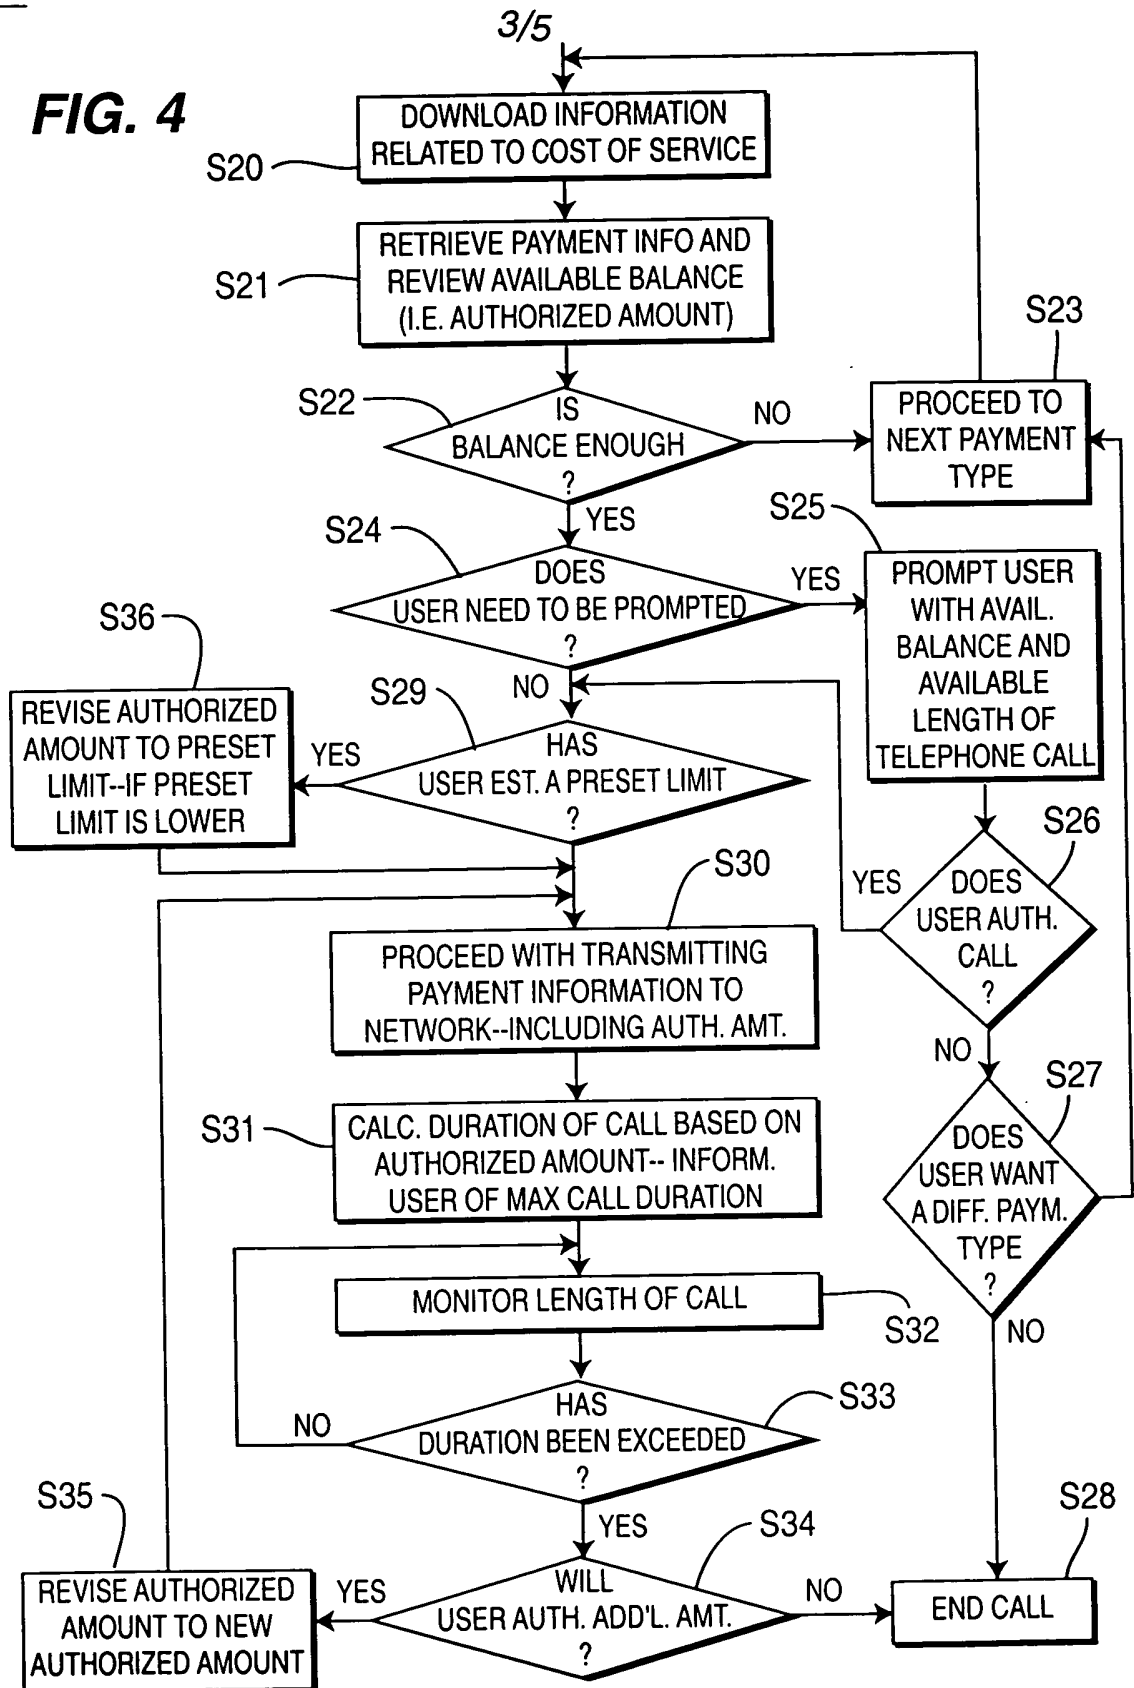 3/5
FIG. 4
DOWNLOAD INFORMATION
RELATED TO COST OF SERVICE
S20
RETRIEVE PAYMENT INFO AND
REVIEW AVAILABLE BALANCE
(I.E. AUTHORIZED AMOUNT)
S21
S22
IS
BALANCE ENOUGH
?
NO
YES
S23
PROCEED TO
NEXT PAYMENT
TYPE
S24
DOES
USER NEED TO BE PROMPTED
?
YES
NO
S25
PROMPT USER
WITH AVAIL.
BALANCE AND
AVAILABLE
LENGTH OF
TELEPHONE CALL
S36
REVISE AUTHORIZED
AMOUNT TO PRESET
LIMIT--IF PRESET
LIMIT IS LOWER
S29
YES
HAS
USER EST. A PRESET LIMIT
?
S26
YES
DOES
USER AUTH.
CALL
?
NO
S30
PROCEED WITH TRANSMITTING
PAYMENT INFORMATION TO
NETWORK--INCLUDING AUTH. AMT.
S27
DOES
USER WANT
A DIFF. PAYM.
TYPE
?
NO
S31
CALC. DURATION OF CALL BASED ON
AUTHORIZED AMOUNT-- INFORM.
USER OF MAX CALL DURATION
MONITOR LENGTH OF CALL
S32
S33
HAS
DURATION BEEN EXCEEDED
?
NO
YES
S34
WILL
USER AUTH. ADD'L. AMT.
?
YES
NO
S35
REVISE AUTHORIZED
AMOUNT TO NEW
AUTHORIZED AMOUNT
S28
END CALL